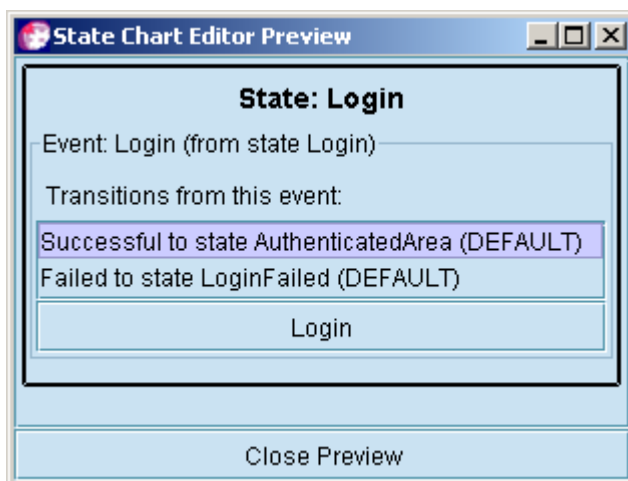 State Chart Editor Preview
State: Login
Event: Login (from state Login)
Transitions from this event:
Successful to state AuthenticatedArea (DEFAULT)
Failed to state LoginFailed (DEFAULT)
Login
Close Preview